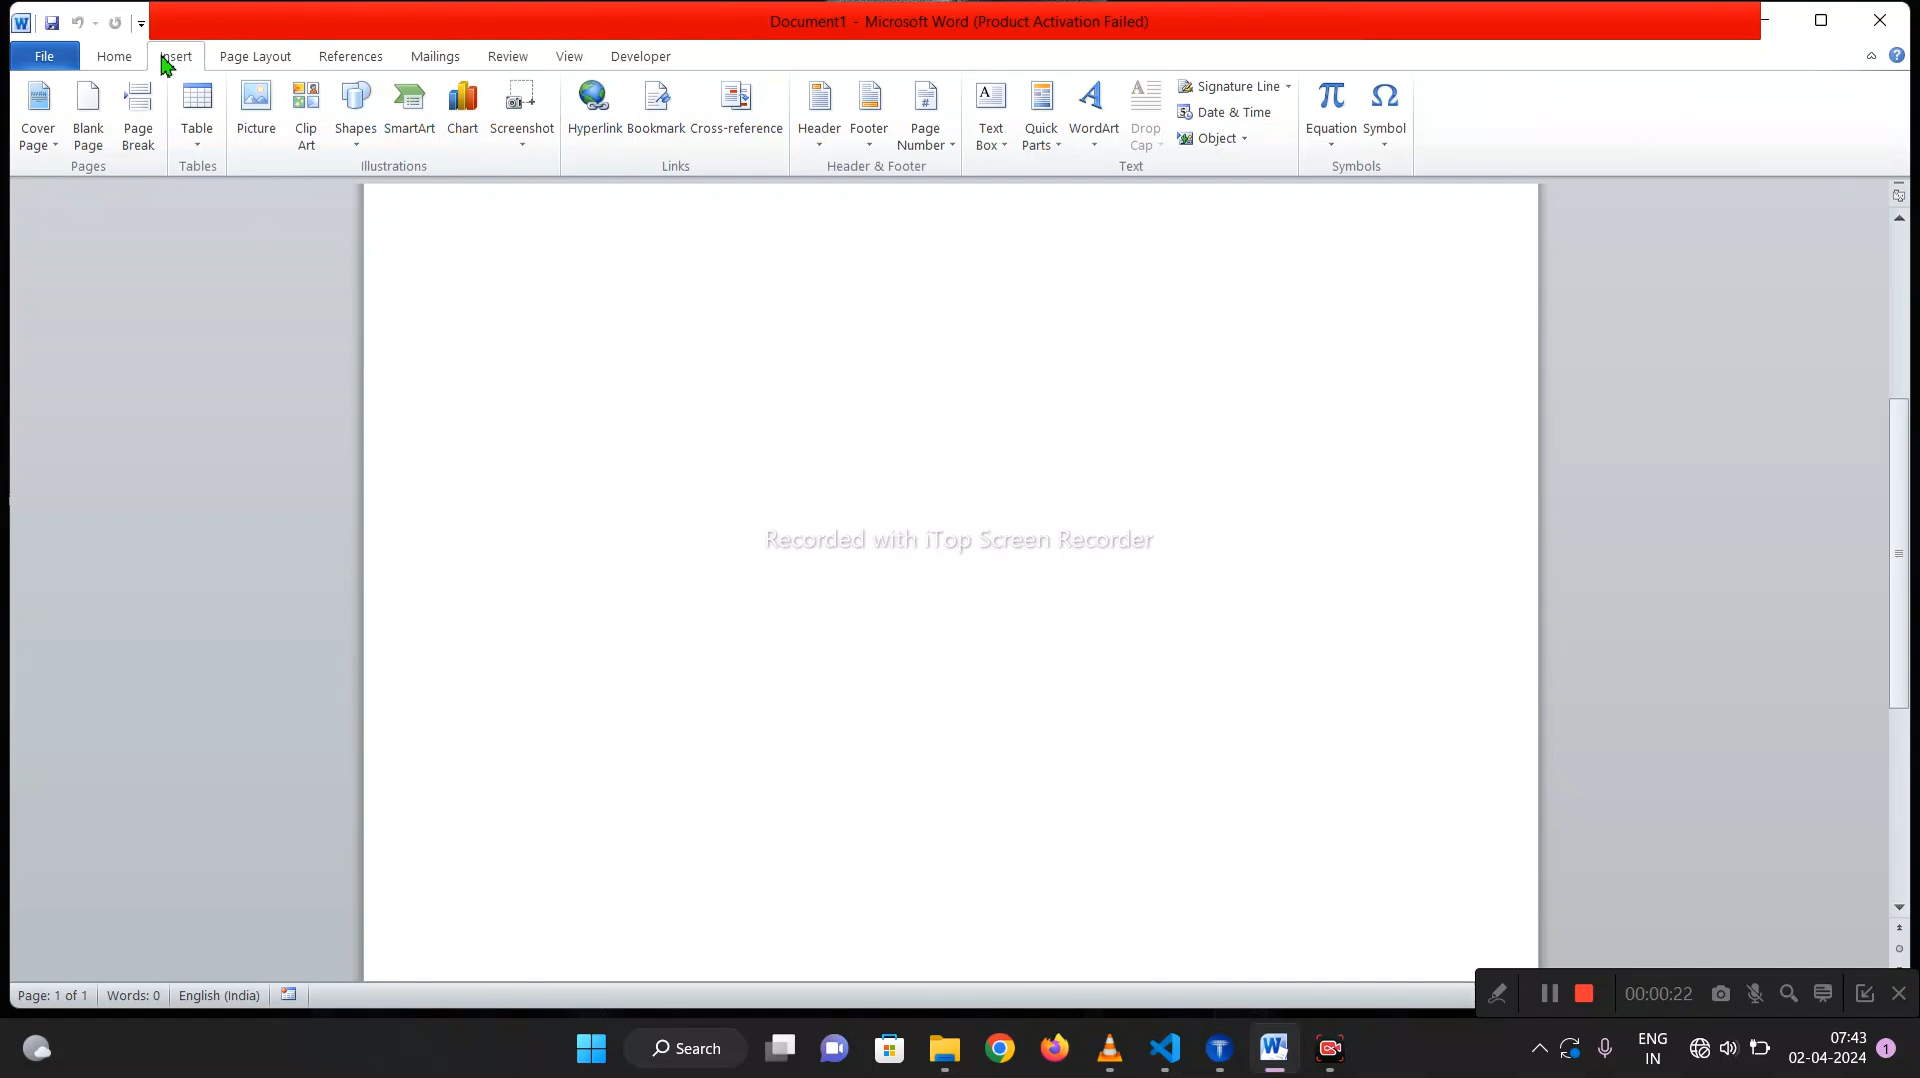 Document1 - Microsoft Word (Product Activation Failed)
File Home Insert Page Layout References Mailings Review View Developer
Cover Page
Blank Page
Page Break
Table
Picture
Clip Art
Shapes
SmartArt
Chart
Screenshot
Hyperlink
Bookmark
Cross-reference
Header
Footer
Page Number
Text Box
Quick Parts
WordArt
Drop Cap
Signature Line
Date & Time
Object
Equation
Symbol
Pages Tables Illustrations Links Header & Footer Text Symbols
Recorded with iTop Screen Recorder
Page: 1 of 1 Words: 0 English (India)
00:00:22
Search
ENG
IN
07:43
02-04-2024
1